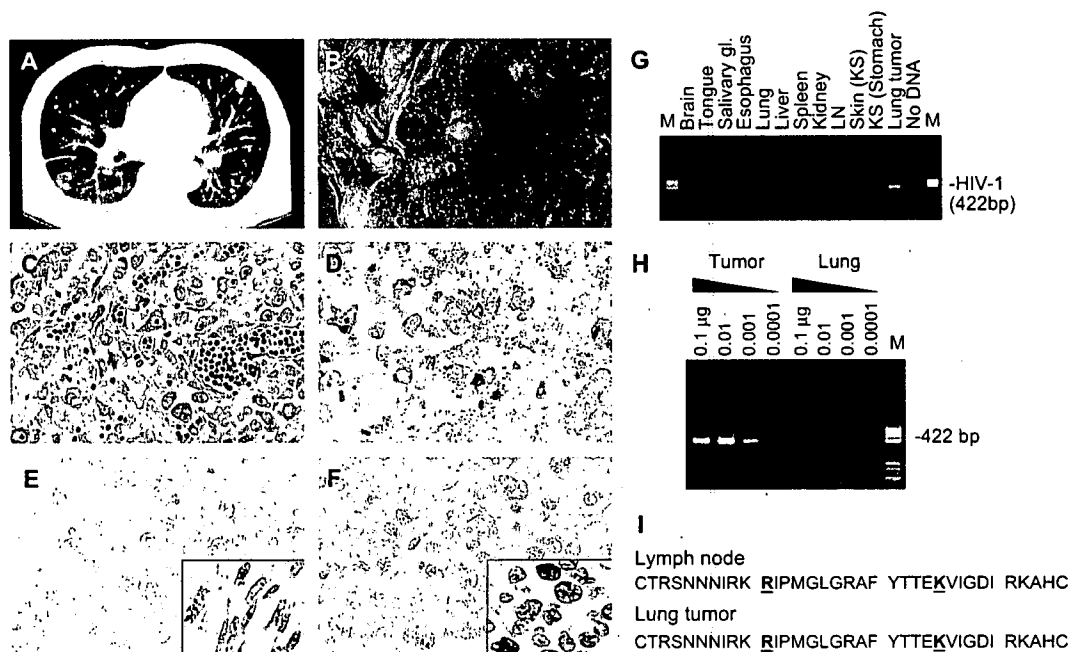 A
B
C
D
E
F
G
M
Brain
Tongue
Salivary gl.
Esophagus
Lung
Liver
Spleen
Kidney
LN
Skin (KS)
KS (Stomach)
Lung tumor
No DNA
M
-HIV-1
(422bp)
H
Tumor
Lung
0.1 µg
0.01
0.001
0.0001
0.1 µg
0.01
0.001
0.0001
M
-422 bp
I
Lymph node
CTRSNNNIRK RIPMGLGRAF YTTEKVIGDI RKAHC
Lung tumor
CTRSNNNIRK RIPMGLGRAF YTTEKVIGDI RKAHC